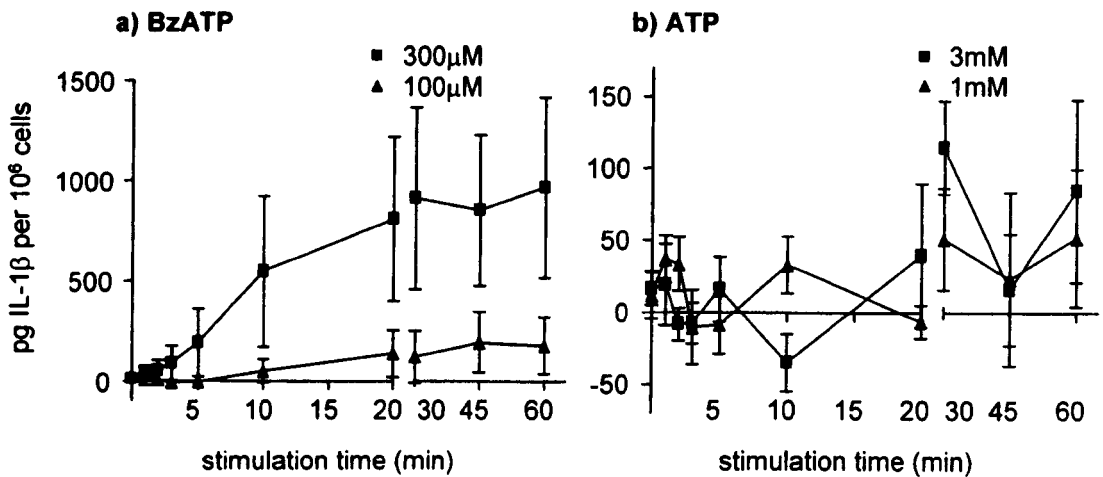 a) BzATP
300μM
100μM
1500
1000
500
0
5 10 15 20 30 45 60
stimulation time (min)
pg IL-1β per 10⁶ cells
b) ATP
3mM
1mM
150
100
50
0
-50
5 10 15 20 30 45 60
stimulation time (min)